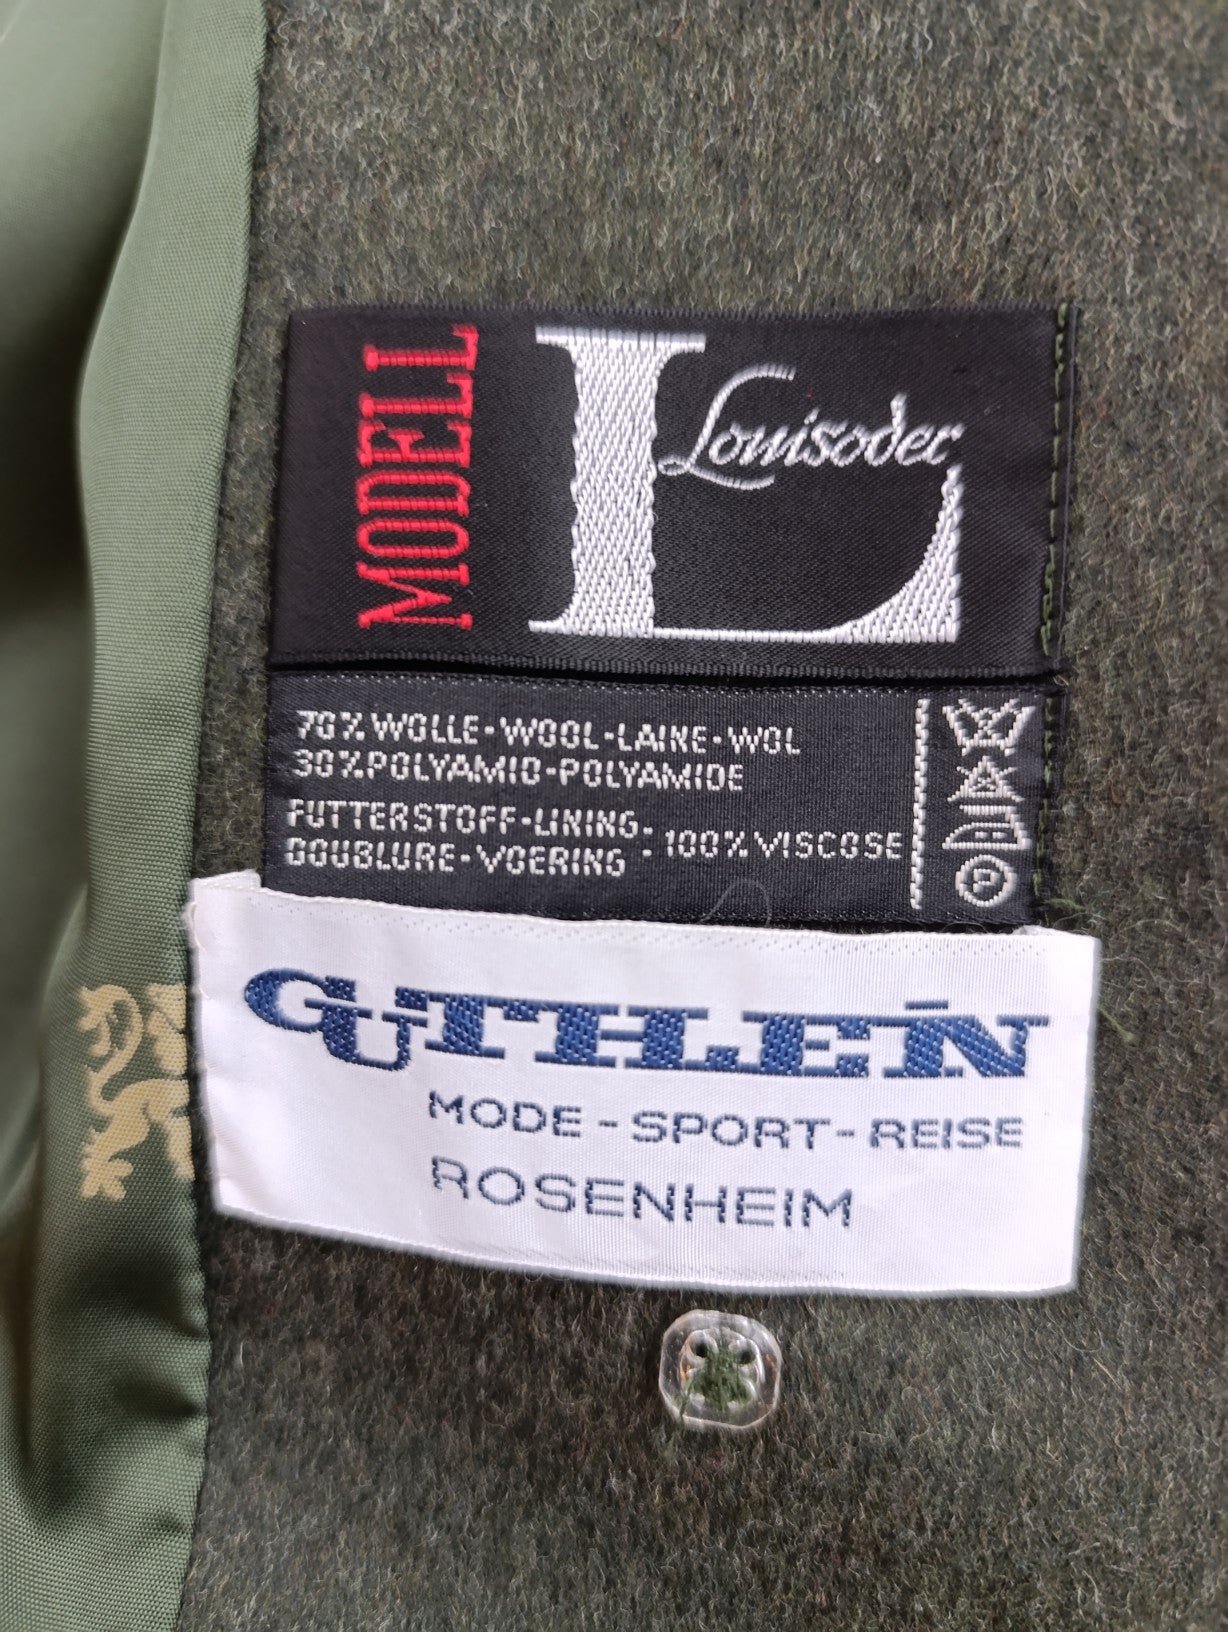 MODELL
L
Louisoder
70% WOLLE-WOOL-LAINE-WOL
30% POLYAMID-POLYAMIDE
FUTTERSTOFF-LINING-
DOUBLURE-VOERING - 100% VISCOSE
P
GUTHLEIN
MODE-SPORT-REISE
ROSENHEIM